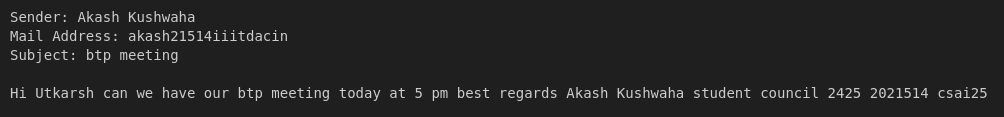 Sender: Akash Kushwaha
Mail Address: akash21514iiitdacin
Subject: btp meeting
Hi Utkarsh can we have our btp meeting today at 5 pm best regards Akash Kushwaha student council 2425 2021514 csai25